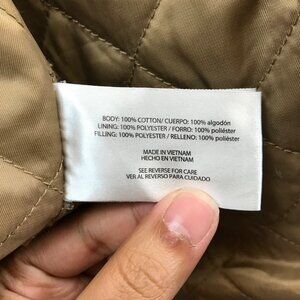 BODY: 100% COTTON/ CUERPO: 100% algodón
LINING: 100% POLYESTER / FORRO: 100% poliéster
FILLING: 100% POLYESTER / RELLENO: 100% poliéster
MADE IN VIETNAM
HECHO EN VIETNAM
SEE REVERSE FOR CARE
VER AL REVERSO PARA CUIDADO